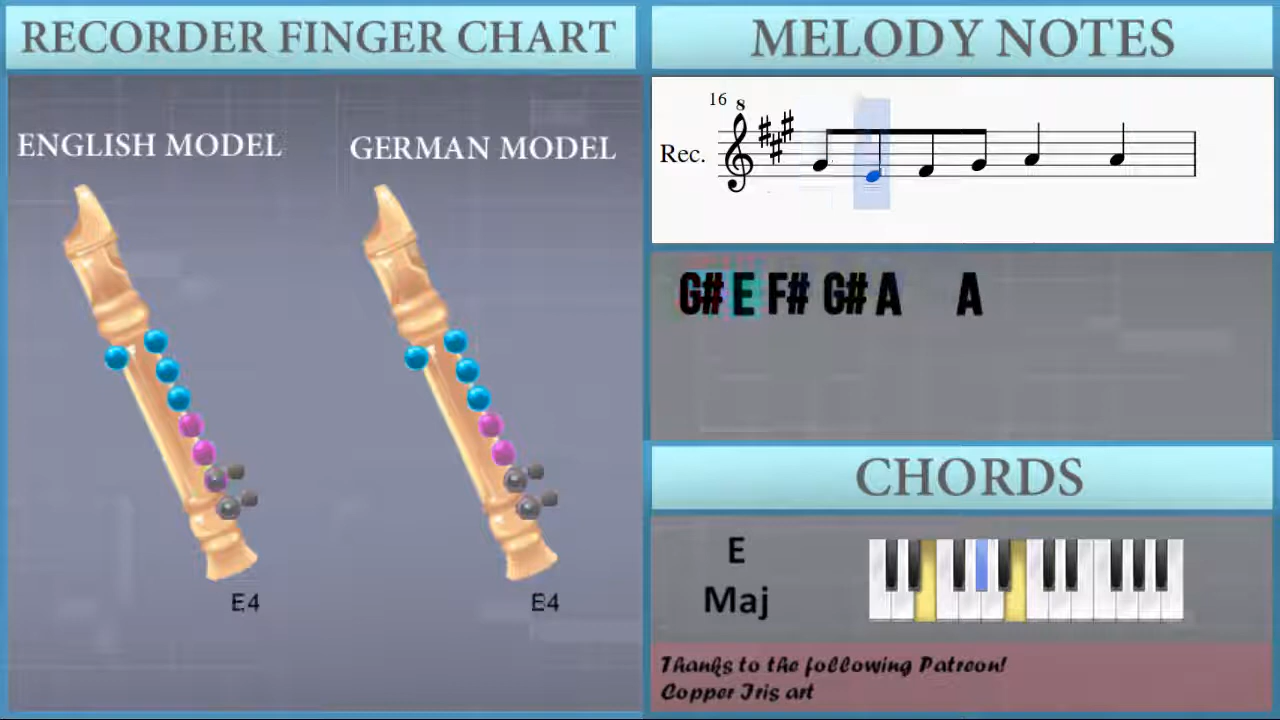 RECORDER FINGER CHART
ENGLISH MODEL
GERMAN MODEL
E4
E4
MELODY NOTES
16
8
Rec.
G# E F# G# A A
CHORDS
E
Maj
Thanks to the following Patreon!
Copper Iris art